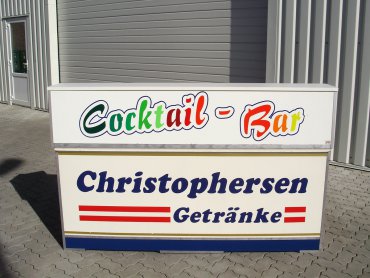 Cocktail - Bar
Christophersen
Getränke